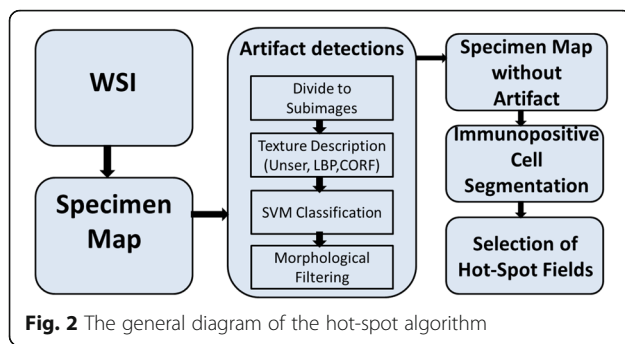 WSI
Specimen
Map
Artifact detections
Divide to
Subimages
Texture Description
(Unser, LBP,CORF)
SVM Classification
Morphological
Filtering
Specimen Map
without
Artifact
Immunopositive
Cell
Segmentation
Selection of
Hot-Spot Fields
Fig. 2 The general diagram of the hot-spot algorithm